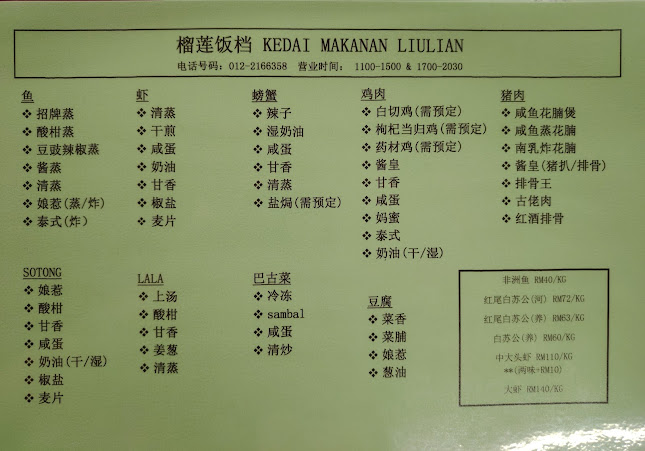 榴莲饭档 KEDAI MAKANAN LIULIAN
电话号码：012-2166358 营业时间： 1100-1500 & 1700-2030
鱼
❖ 招牌蒸
❖ 酸柑蒸
❖ 豆豉辣椒蒸
❖ 酱蒸
❖ 清蒸
❖ 娘惹(蒸/炸)
❖ 泰式(炸)
虾
❖ 清蒸
❖ 干煎
❖ 咸蛋
❖ 奶油
❖ 甘香
❖ 椒盐
❖ 麦片
螃蟹
❖ 辣子
❖ 湿奶油
❖ 咸蛋
❖ 甘香
❖ 清蒸
❖ 盐焗(需预定)
鸡肉
❖ 白切鸡(需预定)
❖ 枸杞当归鸡(需预定)
❖ 药材鸡(需预定)
❖ 酱皇
❖ 甘香
❖ 咸蛋
❖ 妈蜜
❖ 泰式
❖ 奶油(干/湿)
猪肉
❖ 咸鱼花腩煲
❖ 咸鱼蒸花腩
❖ 南乳炸花腩
❖ 酱皇(猪扒/排骨)
❖ 排骨王
❖ 古佬肉
❖ 红酒排骨
SOTONG
❖ 娘惹
❖ 酸柑
❖ 甘香
❖ 咸蛋
❖ 奶油(干/湿)
❖ 椒盐
❖ 麦片
LALA
❖ 上汤
❖ 酸柑
❖ 甘香
❖ 姜葱
❖ 清蒸
巴古菜
❖ 冷冻
❖ sambal
❖ 咸蛋
❖ 清炒
豆腐
❖ 菜香
❖ 菜脯
❖ 娘惹
❖ 葱油
非洲鱼 RM40/KG
红尾白苏公(河) RM72/KG
红尾白苏公(养) RM63/KG
白苏公(养) RM60/KG
中大头虾 RM110/KG
**(两味+RM10)
大虾 RM140/KG